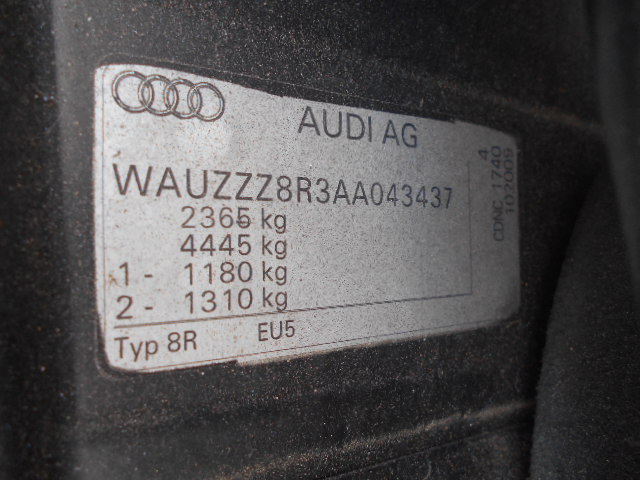 AUDI AG
WAUZZZ8R3AA043437
2365 kg
4445 kg
1- 1180 kg
2- 1310 kg
Typ 8R EU5
4
CDNC 1740
102009